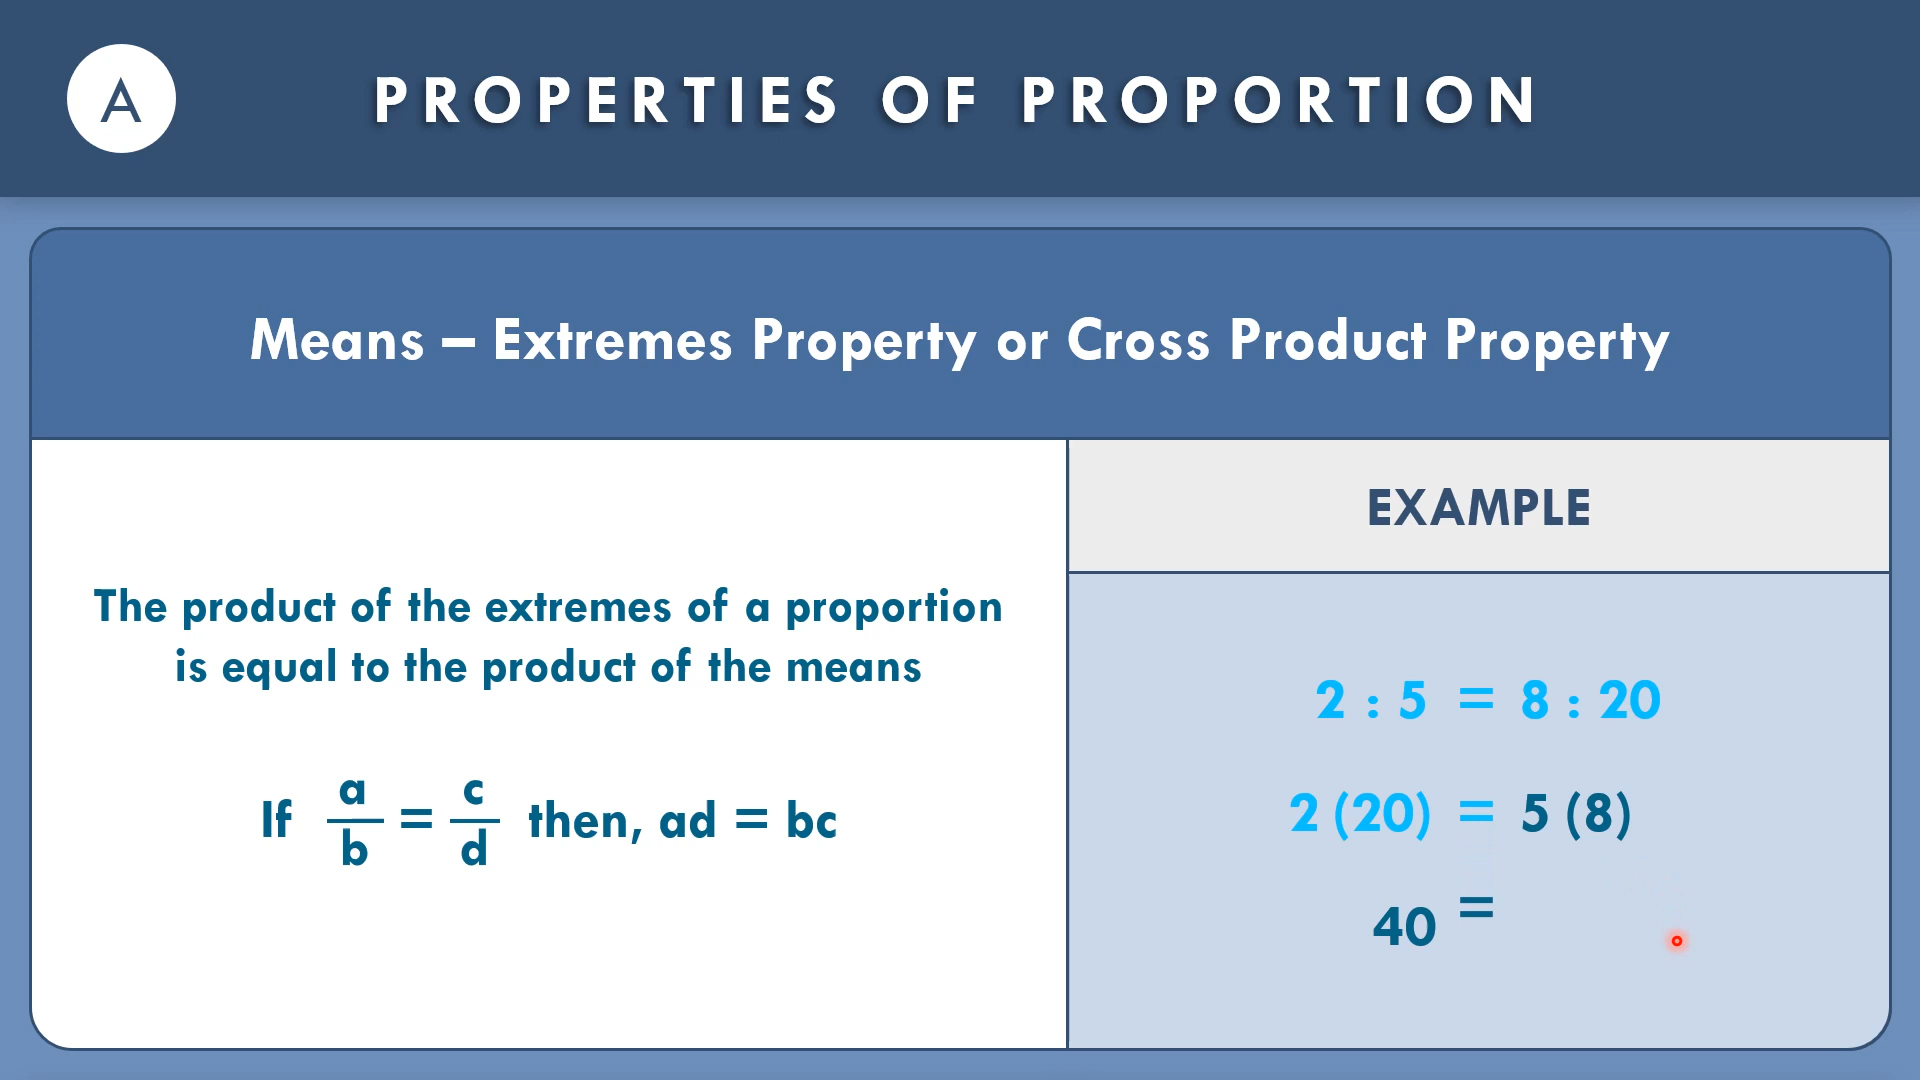 A
PROPERTIES OF PROPORTION
Means – Extremes Property or Cross Product Property
The product of the extremes of a proportion
is equal to the product of the means
If a/b = c/d then, ad = bc
EXAMPLE
2 : 5 = 8 : 20
2 (20) = 5 (8)
40 =